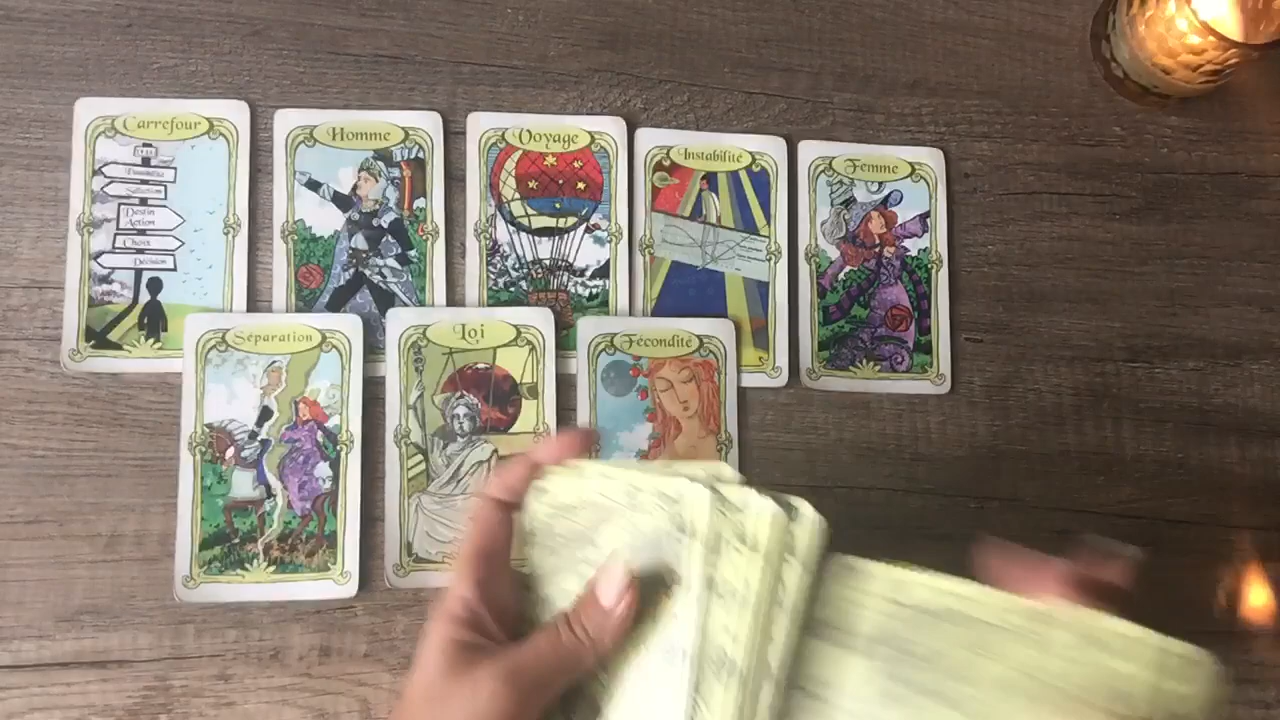 Carrefour
Homme
Voyage
Instabilité
Femme
Destin
Action
Choix
Décision
Séparation
Loi
Fécondité